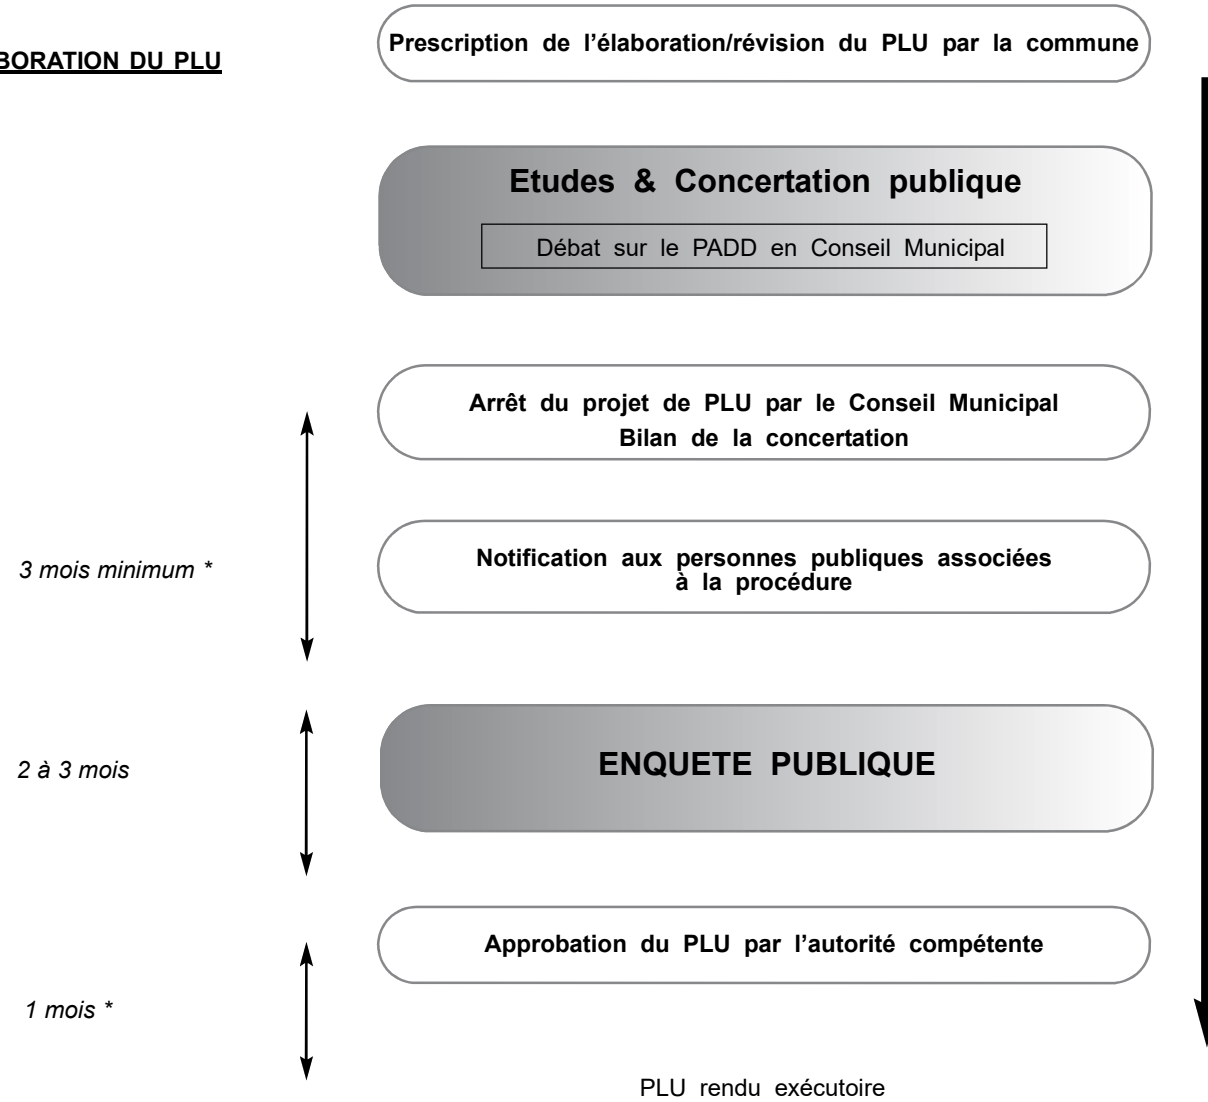 Prescription de l’élaboration/révision du PLU par la commune
BORATION DU PLU
Etudes & Concertation publique
Débat sur le PADD en Conseil Municipal
Arrêt du projet de PLU par le Conseil Municipal
Bilan de la concertation
Notification aux personnes publiques associées
à la procédure
3 mois minimum *
ENQUETE PUBLIQUE
2 à 3 mois
Approbation du PLU par l’autorité compétente
1 mois *
PLU rendu exécutoire